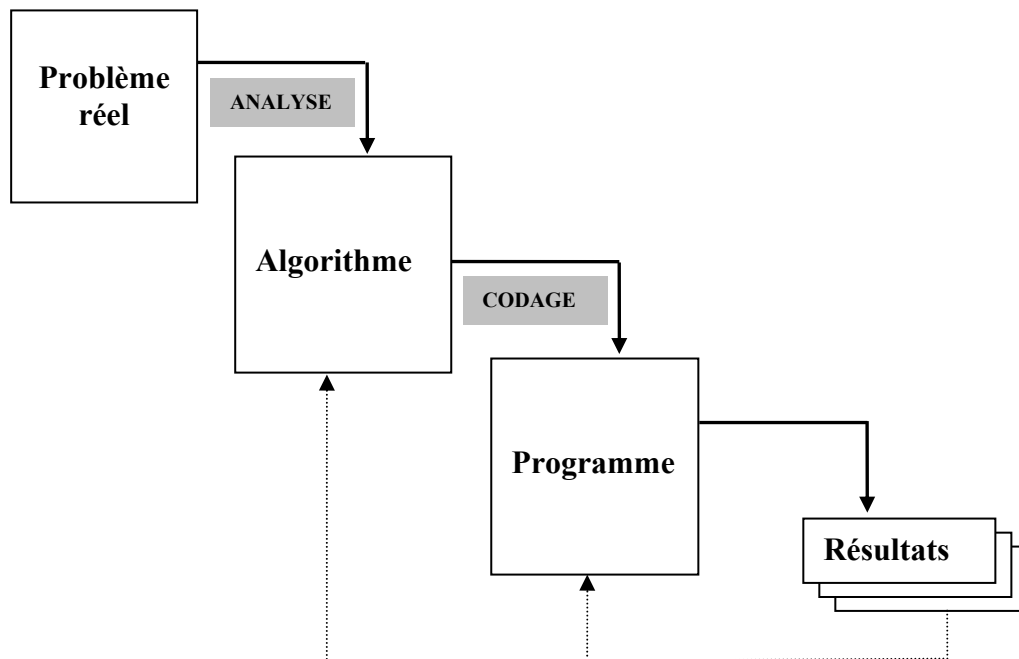 Problème
réel
ANALYSE
Algorithme
CODAGE
Programme
Résultats